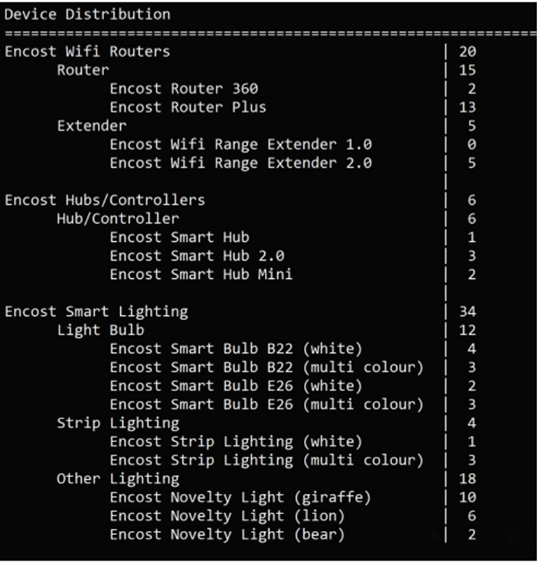 Device Distribution
================================================================
Encost Wifi Routers | 20
Router | 15
Encost Router 360 | 2
Encost Router Plus | 13
Extender | 5
Encost Wifi Range Extender 1.0 | 0
Encost Wifi Range Extender 2.0 | 5
|
Encost Hubs/Controllers | 6
Hub/Controller | 6
Encost Smart Hub | 1
Encost Smart Hub 2.0 | 3
Encost Smart Hub Mini | 2
|
Encost Smart Lighting | 34
Light Bulb | 12
Encost Smart Bulb B22 (white) | 4
Encost Smart Bulb B22 (multi colour) | 3
Encost Smart Bulb E26 (white) | 2
Encost Smart Bulb E26 (multi colour) | 3
Strip Lighting | 4
Encost Strip Lighting (white) | 1
Encost Strip Lighting (multi colour) | 3
Other Lighting | 18
Encost Novelty Light (giraffe) | 10
Encost Novelty Light (lion) | 6
Encost Novelty Light (bear) | 2